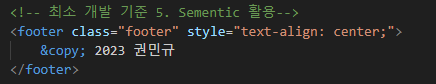 <!-- 최소 개발 기준 5. Sementic 활용-->
<footer class="footer" style="text-align: center;">
    &copy; 2023 권민규
</footer>